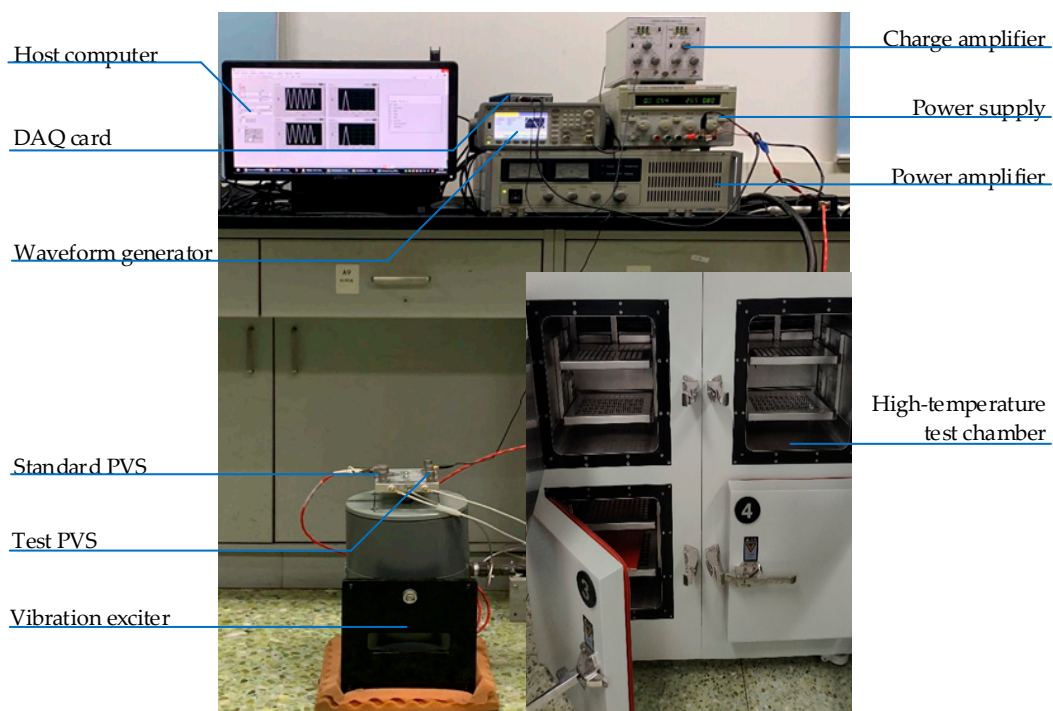 Host computer
DAQ card
Waveform generator
Standard PVS
Test PVS
Vibration exciter
Charge amplifier
Power supply
Power amplifier
High-temperature
test chamber
3
4